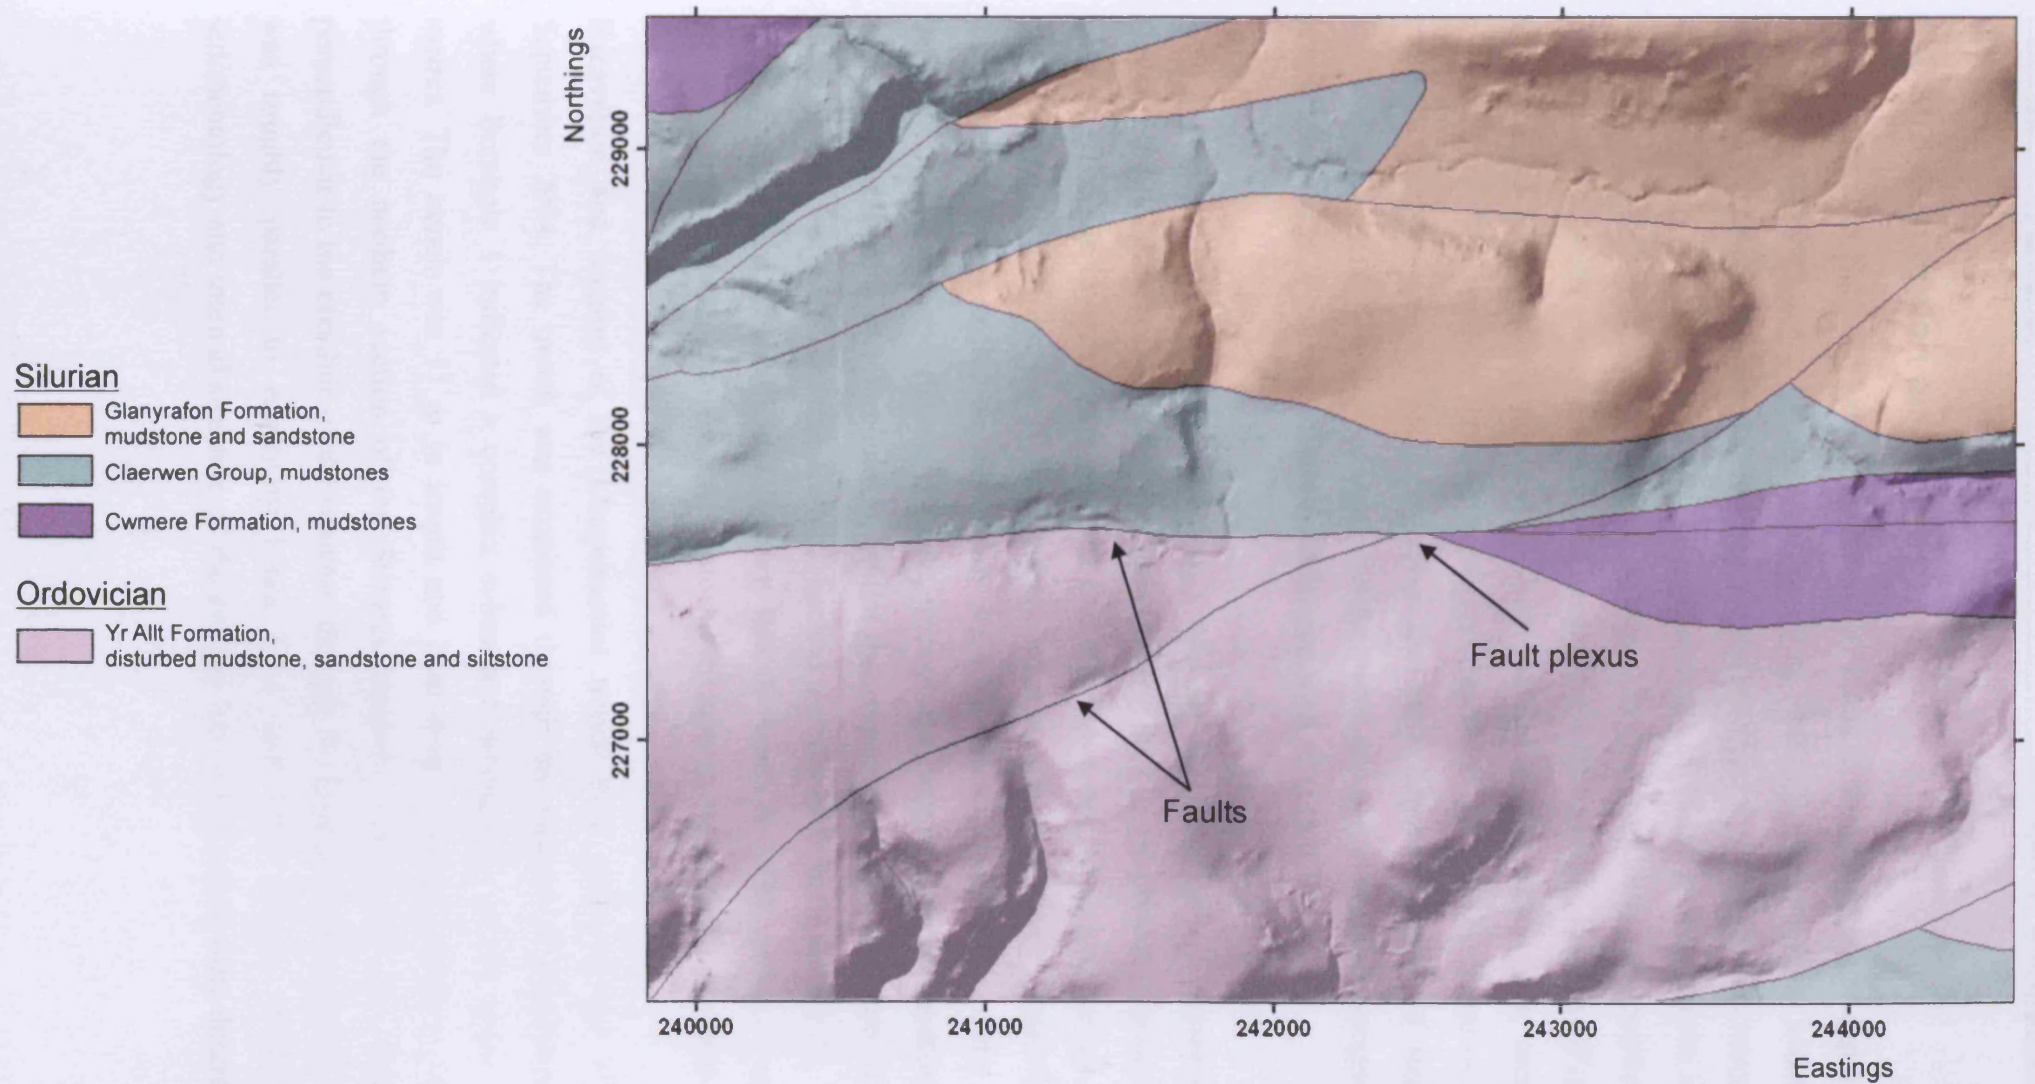 Silurian
Glanyrafon Formation,
mudstone and sandstone
Claerwen Group, mudstones
Cwmere Formation, mudstones
Ordovician
Yr Allt Formation,
disturbed mudstone, sandstone and siltstone
Northings
229000
228000
227000
Fault plexus
Faults
240000
241000
242000
243000
244000
Eastings